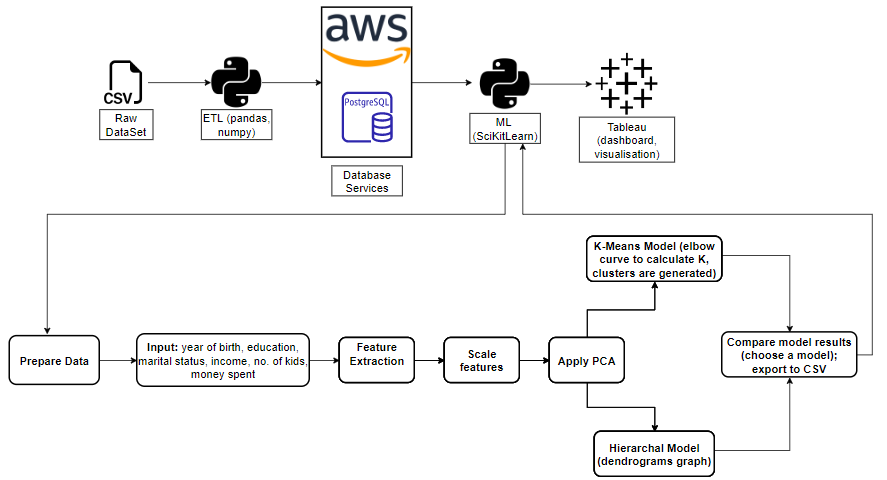 aws
PostgreSQL
CSV
Raw
DataSet
ETL (pandas,
numpy)
Database
Services
ML
(SciKitLearn)
Tableau
(dashboard,
visualisation)
Prepare Data
Input: year of birth, education,
marital status, income, no. of kids,
money spent
Feature
Extraction
Scale
features
Apply PCA
K-Means Model (elbow
curve to calculate K,
clusters are generated)
Hierarchal Model
(dendrograms graph)
Compare model results
(choose a model);
export to CSV